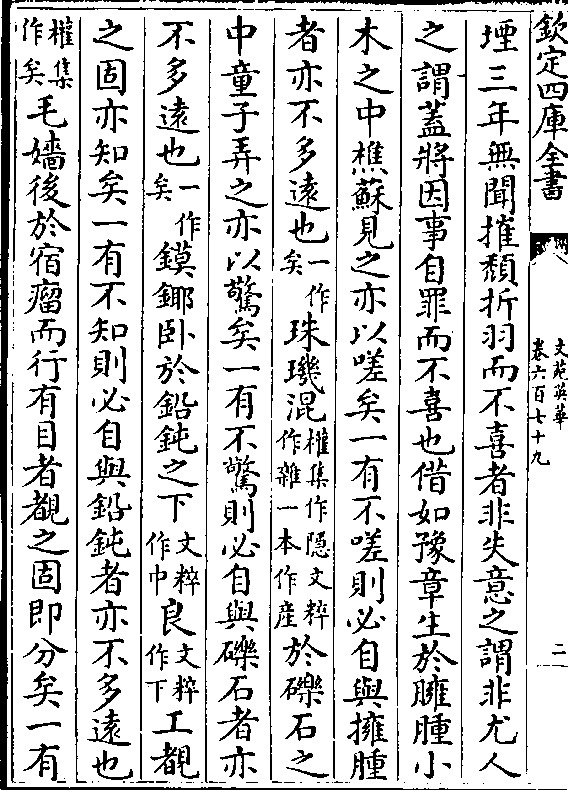 欽定四庫全書
文苑英華
卷六百七十九
二
堙三年無聞摧頽折羽而不喜者非失意之謂非尤人
之謂蓋將因事自罪而不喜也借如豫章生於臃腫小
木之中樵蘇見之亦以嗟矣一有不嗟則必自與擁腫
者亦不多遠也一作矣珠璣混權集作隠文粹作雜一本作産於礫石之
中童子弄之亦以驚矣一有不驚則必自與礫石者亦
不多遠也一作矣鏌鎁卧於鉛鈍之下文粹作中良文粹作下工覩
之固亦知矣一有不知則必自與鉛鈍者亦不多遠也
權集作矣毛嬙後於宿瘤而行有目者覩之固即分矣一有